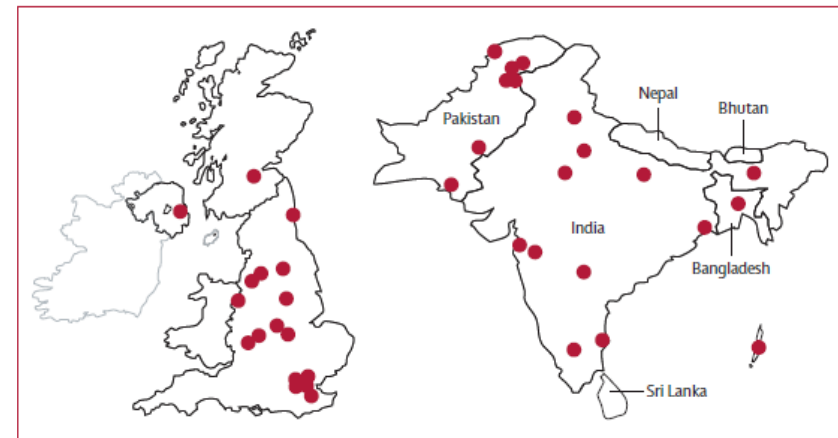 Nepal
Bhutan
Pakistan
India
Bangladesh
Sri Lanka